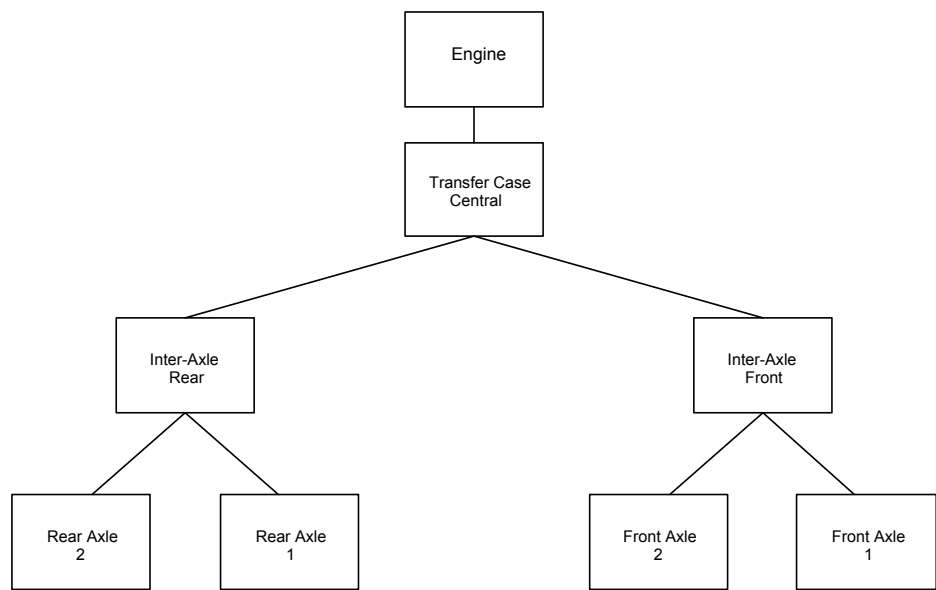 Engine
Transfer Case
Central
Inter-Axle
Rear
Inter-Axle
Front
Rear Axle
2
Rear Axle
1
Front Axle
2
Front Axle
1